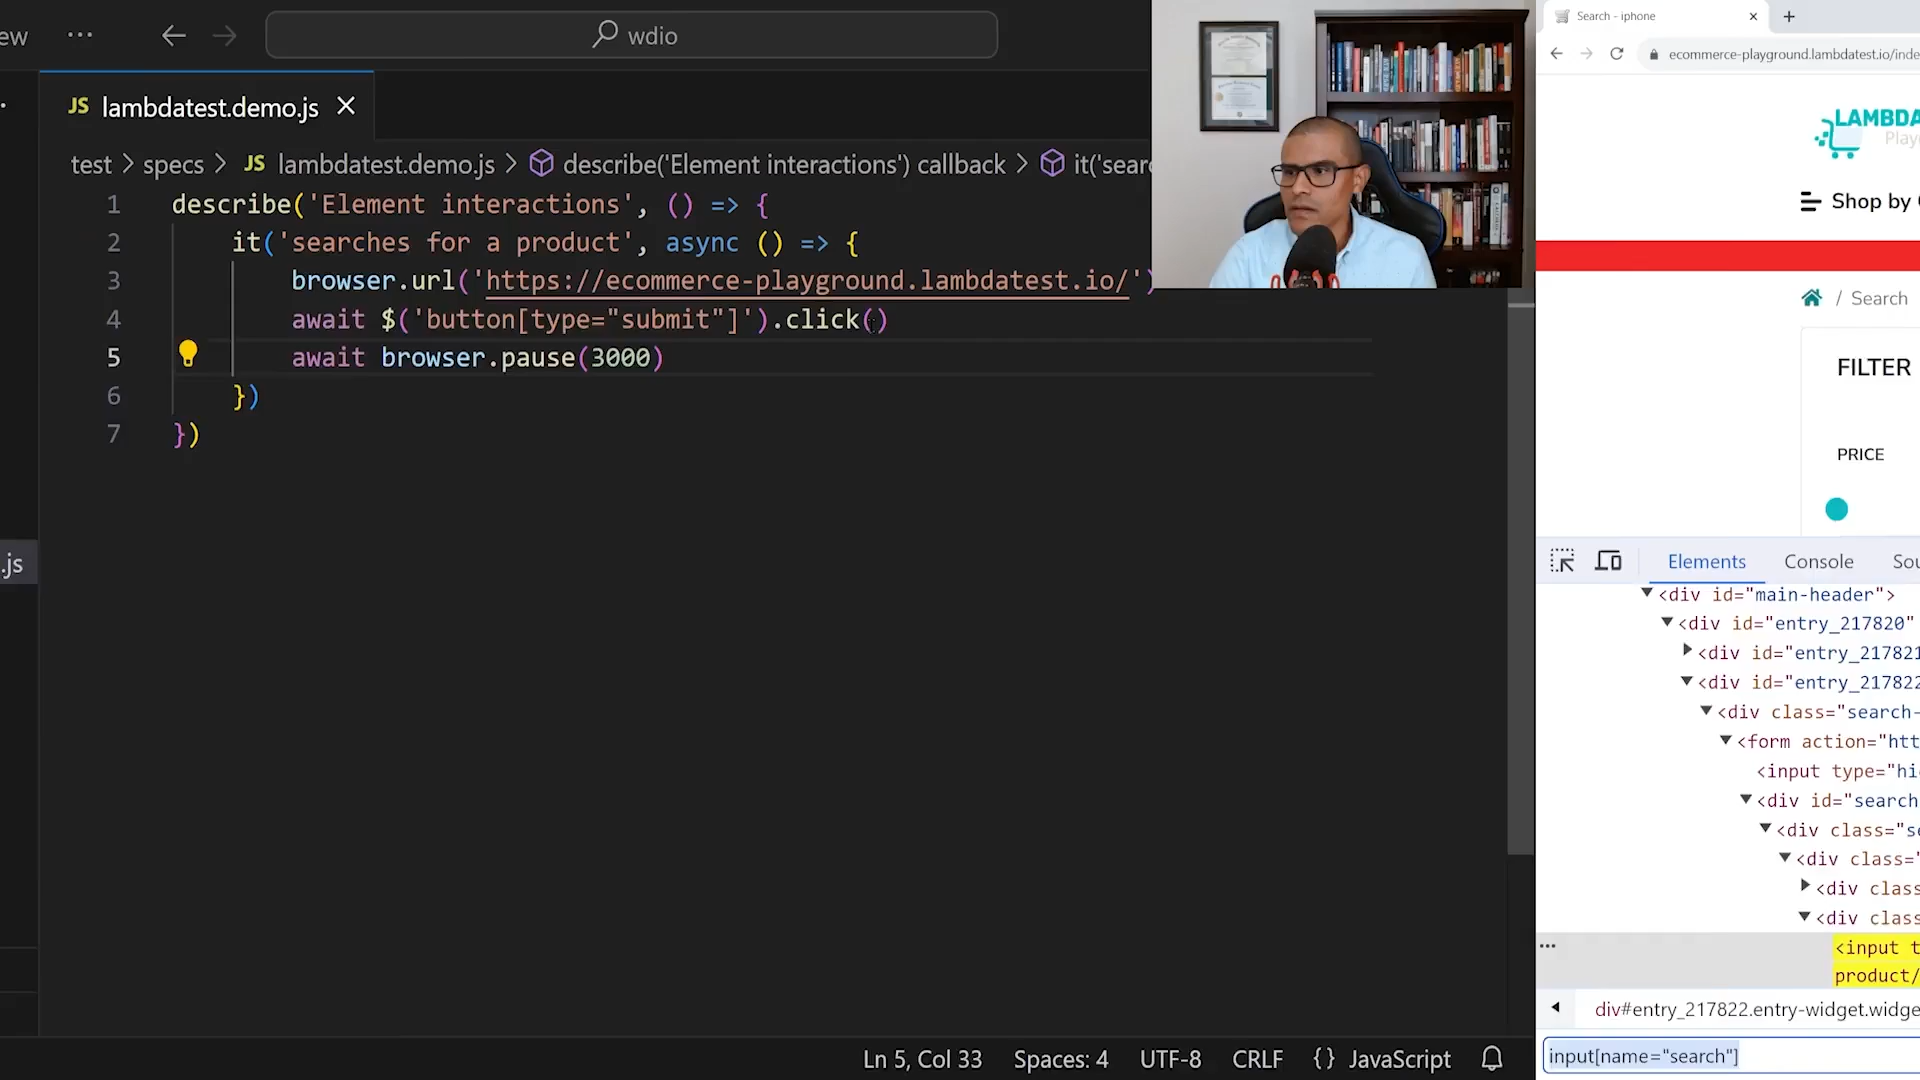 ew
wdio
JS lambdatest.demo.js
test > specs > JS lambdatest.demo.js > describe('Element interactions') callback > it('sear
1 describe('Element interactions', () => {
2 it('searches for a product', async () => {
3 browser.url('https://ecommerce-playground.lambdatest.io/')
4 await $('button[type="submit"]').click()
5 await browser.pause(3000)
6 })
7 })
.js
Ln 5, Col 33 Spaces: 4 UTF-8 CRLF {} JavaScript
Search - iphone
ecommerce-playground.lambdatest.io/inde
LAMBDA
Playg
Shop by C
/ Search
FILTER
PRICE
Elements Console Sou
<div id="main-header">
<div id="entry_217820"
<div id="entry_217821
<div id="entry_217822
<div class="search-
<form action="htt
<input type="hi
<div id="search
<div class="se
<div class="
<div class
<div class
<input t
product/
div#entry_217822.entry-widget.widge
input[name="search"]